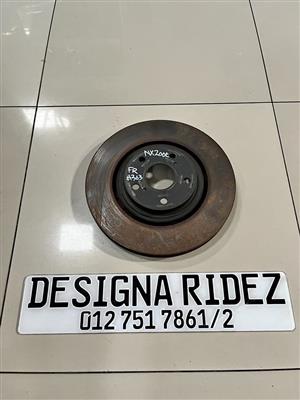 NX200t
FR
DESIGNA RIDEZ
012 751 7861/2